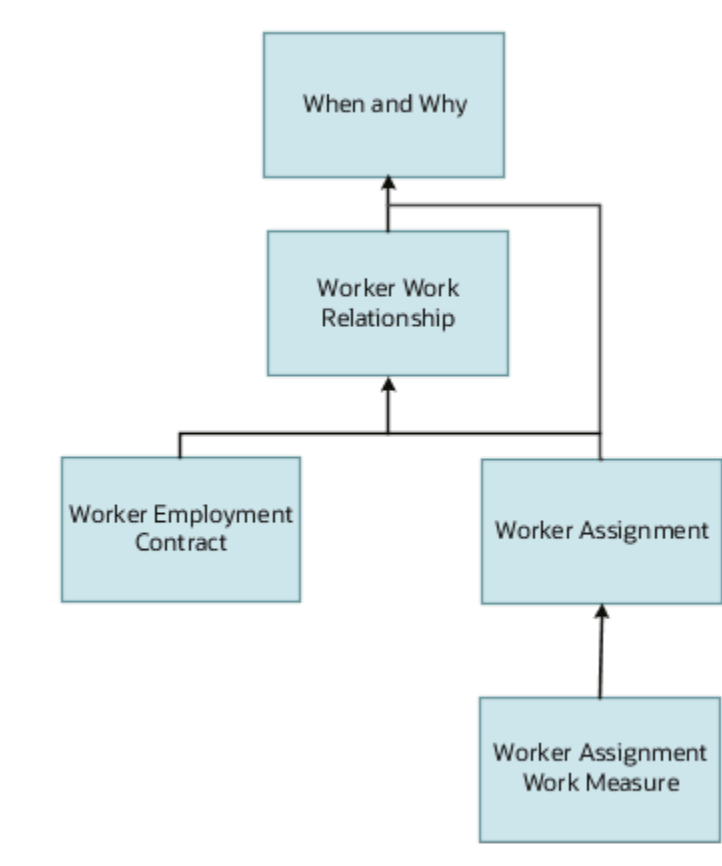 When and Why
Worker Work
Relationship
Worker Employment
Contract
Worker Assignment
Worker Assignment
Work Measure